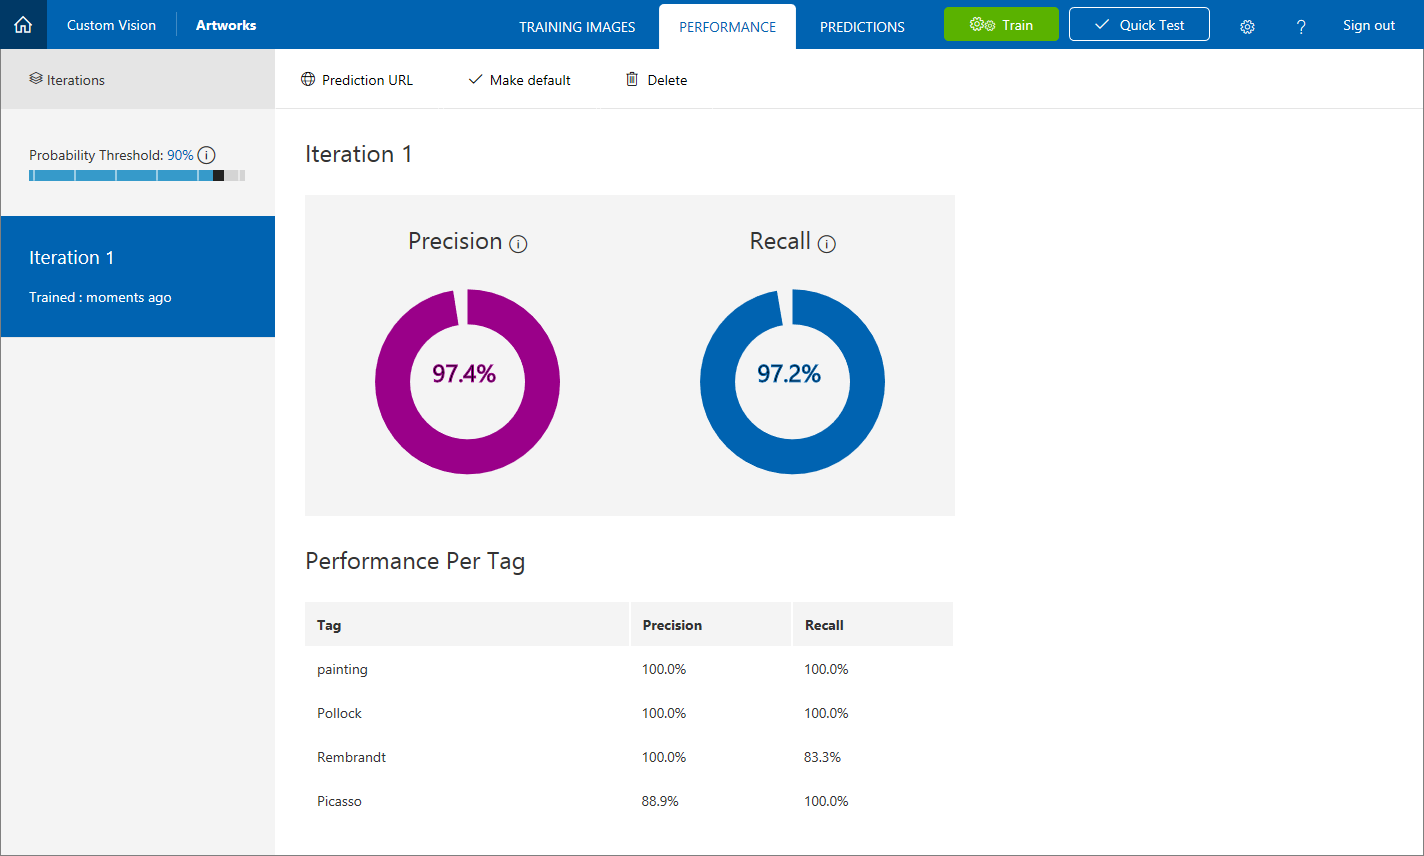 Custom Vision Artworks TRAINING IMAGES PERFORMANCE PREDICTIONS Train Quick Test ? Sign out
Iterations Prediction URL Make default Delete
Probability Threshold: 90% i
Iteration 1
Trained : moments ago
Iteration 1
Precision i Recall i
97.4% 97.2%
Performance Per Tag
Tag Precision Recall
painting 100.0% 100.0%
Pollock 100.0% 100.0%
Rembrandt 100.0% 83.3%
Picasso 88.9% 100.0%